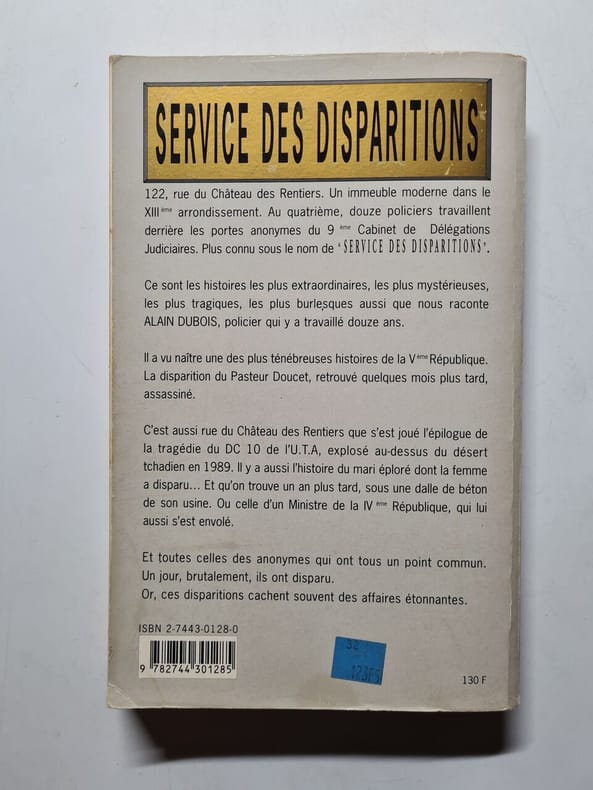 SERVICE DES DISPARITIONS
122, rue du Château des Rentiers. Un immeuble moderne dans le
XIIIème arrondissement. Au quatrième, douze policiers travaillent
derrière les portes anonymes du 9 ème Cabinet de Délégations
Judiciaires. Plus connu sous le nom de "SERVICE DES DISPARITIONS".
Ce sont les histoires les plus extraordinaires, les plus mystérieuses,
les plus tragiques, les plus burlesques aussi que nous raconte
ALAIN DUBOIS, policier qui y a travaillé douze ans.
Il a vu naître une des plus ténébreuses histoires de la Vème République.
La disparition du Pasteur Doucet, retrouvé quelques mois plus tard,
assassiné.
C'est aussi rue du Château des Rentiers que s'est joué l'épilogue de
la tragédie du DC 10 de l'U.T.A, explosé au-dessus du désert
tchadien en 1989. Il y a aussi l'histoire du mari éploré dont la femme
a disparu... Et qu'on trouve un an plus tard, sous une dalle de béton
de son usine. Ou celle d'un Ministre de la IV ème République, qui lui
aussi s'est envolé.
Et toutes celles des anonymes qui ont tous un point commun.
Un jour, brutalement, ils ont disparu.
Or, ces disparitions cachent souvent des affaires étonnantes.
ISBN 2-7443-0128-0
9 782744 301285
32
130 F